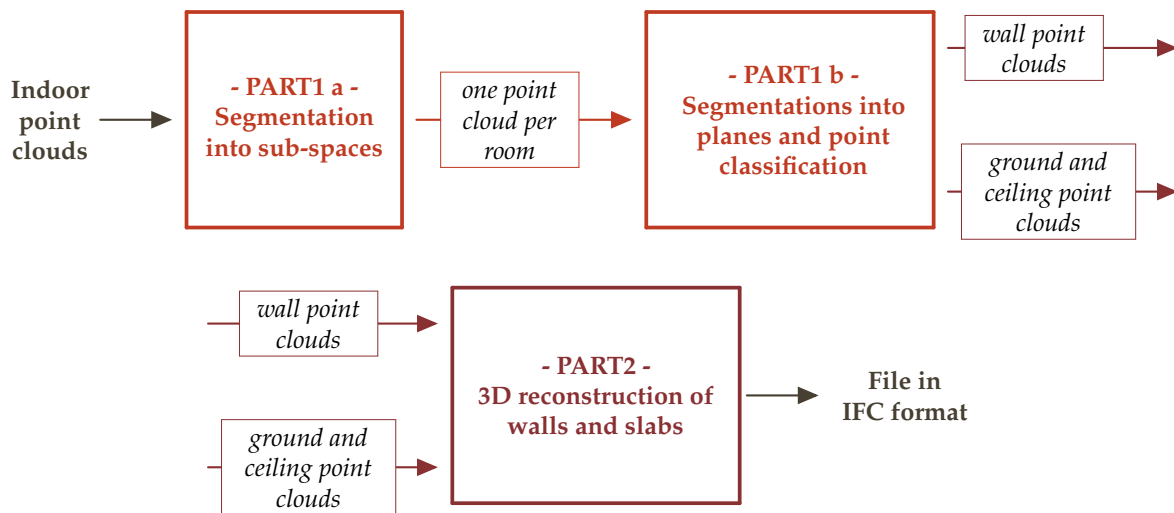 Indoor
point
clouds
- PART1 a -
Segmentation
into sub-spaces
one point
cloud per
room
- PART1 b -
Segmentations into
planes and point
classification
wall point
clouds
ground and
ceiling point
clouds
wall point
clouds
ground and
ceiling point
clouds
- PART2 -
3D reconstruction of
walls and slabs
File in
IFC format